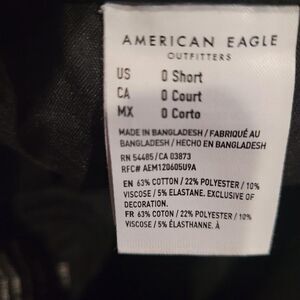 AMERICAN EAGLE
OUTFITTERS
US 0 Short
CA 0 Court
MX 0 Corto
MADE IN BANGLADESH / FABRIQUÉ AU
BANGLADESH / HECHO EN BANGLADESH
RN 54485 / CA 03873
RFC# AEM120605U9A
EN 63% COTTON / 22% POLYESTER / 10%
VISCOSE / 5% ELASTANE. EXCLUSIVE OF
DECORATION.
FR 63% COTON / 22% POLYESTER / 10%
VISCOSE / 5% ÉLASTHANNE. À